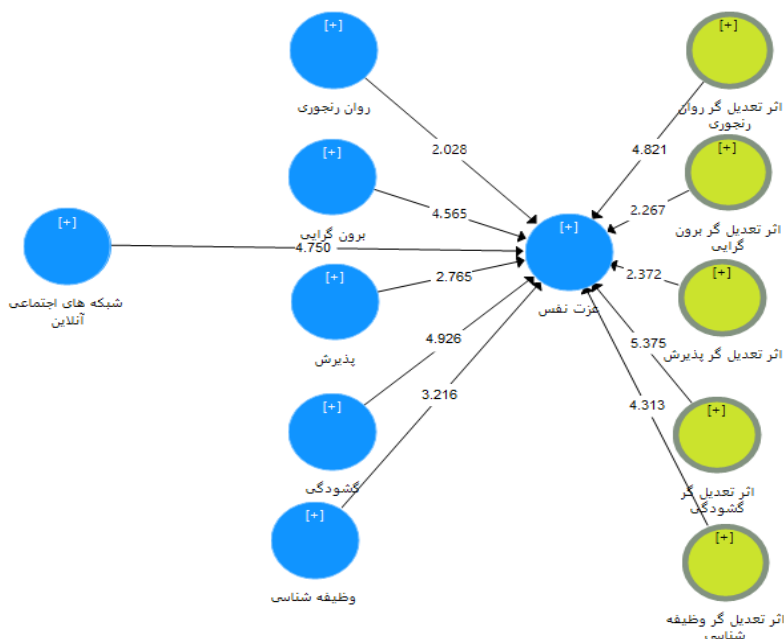 [+]
روان رنجوری
[+]
اثر تعدیل گر روان
رنجوری
2.028
4.821
[+]
برون گرایی
[+]
اثر تعدیل گر برون
گرایی
4.565
2.267
[+]
شبکه های اجتماعی
آنلاین
4.750
[+]
عزت نفس
[+]
پذیرش
2.765
2.372
[+]
اثر تعدیل گر پذیرش
4.926
5.375
[+]
گشودگی
3.216
4.313
[+]
اثر تعدیل گر
گشودگی
[+]
وظیفه شناسی
[+]
اثر تعدیل گر وظیفه
شناسی